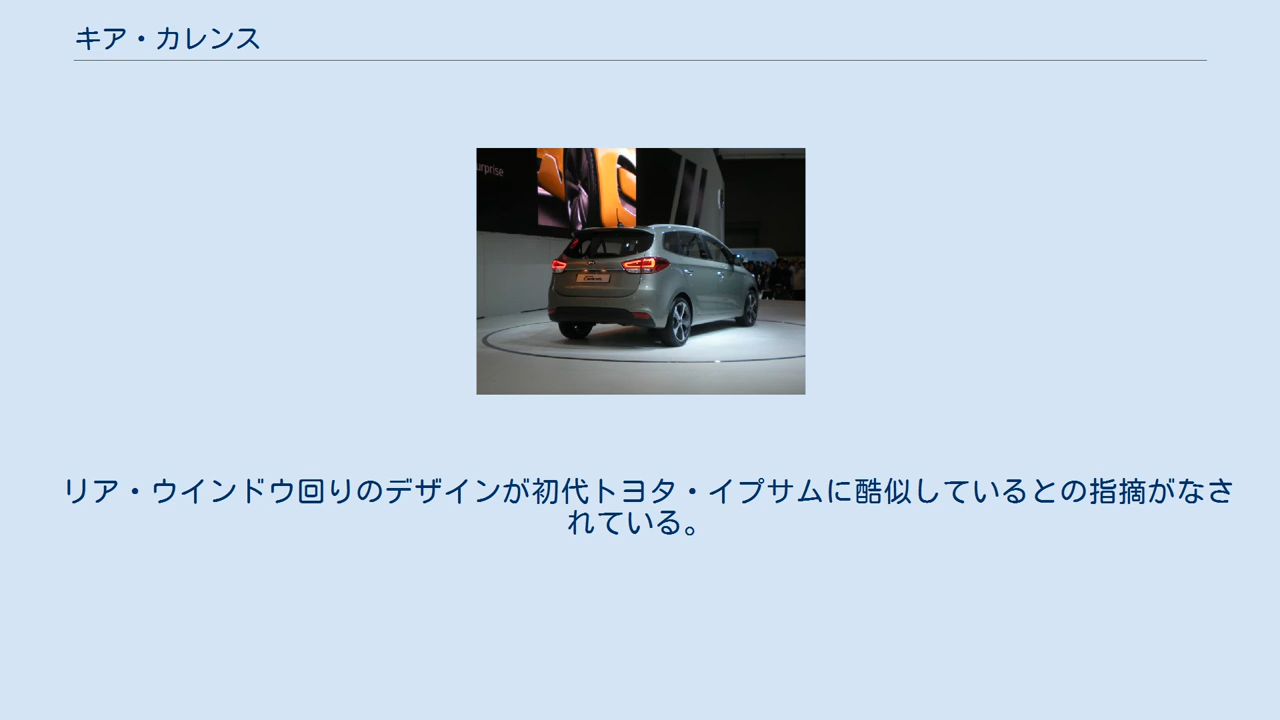 キア・カレンス
urprise
リア・ウインドウ回りのデザインが初代トヨタ・イプサムに酷似しているとの指摘がなさ
れている。